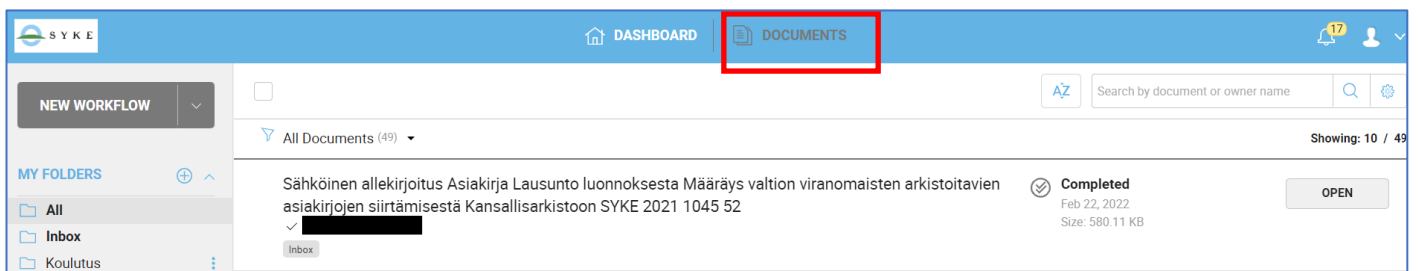 SYKE
DASHBOARD
DOCUMENTS
17
NEW WORKFLOW
AZ
Search by document or owner name
All Documents (49)
Showing: 10 / 49
MY FOLDERS
All
Inbox
Koulutus
Sähköinen allekirjoitus Asiakirja Lausunto luonnoksesta Määräys valtion viranomaisten arkistoitavien
asiakirjojen siirtämisestä Kansallisarkistoon SYKE 2021 1045 52
Inbox
Completed
Feb 22, 2022
Size: 580.11 KB
OPEN